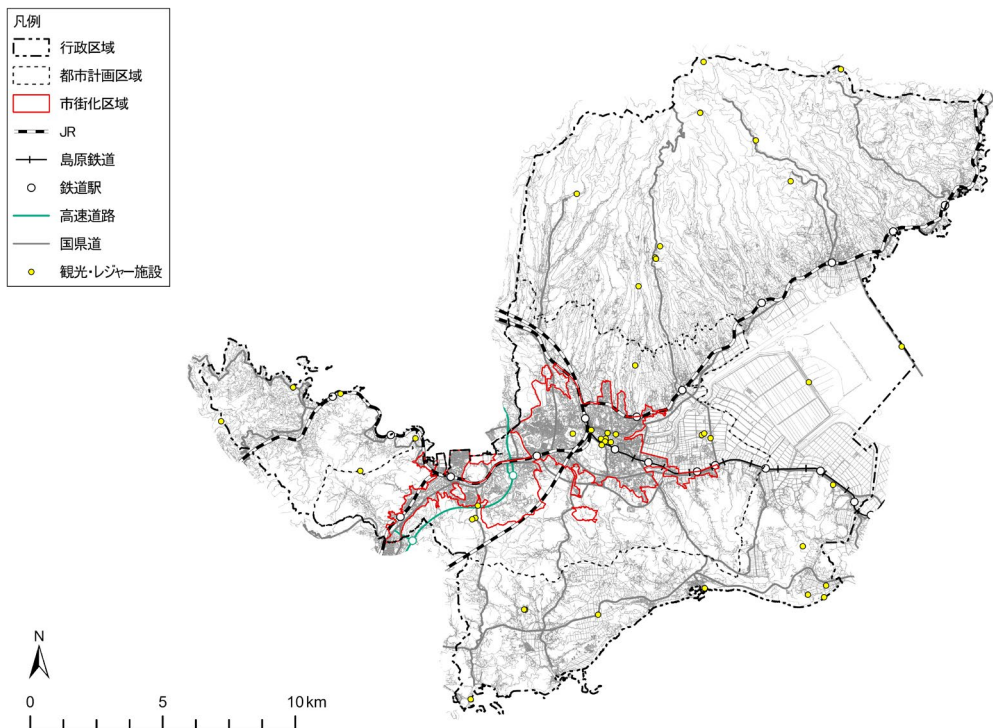 凡例
行政区域
都市計画区域
市街化区域
JR
島原鉄道
鉄道駅
高速道路
国県道
観光・レジャー施設
N
0 5 10km